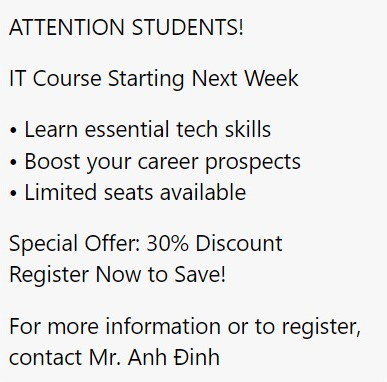 ATTENTION STUDENTS!
IT Course Starting Next Week
• Learn essential tech skills
• Boost your career prospects
• Limited seats available
Special Offer: 30% Discount
Register Now to Save!
For more information or to register,
contact Mr. Anh Đinh